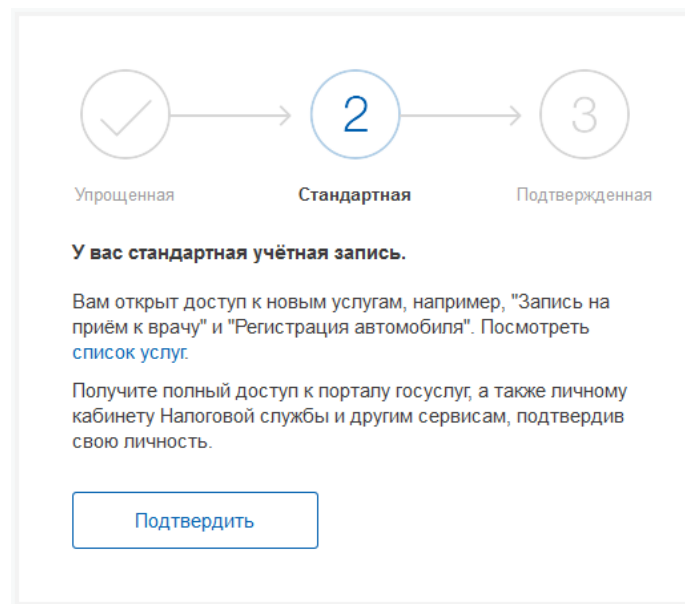 2
3
Упрощенная
Стандартная
Подтвержденная
У вас стандартная учётная запись.
Вам открыт доступ к новым услугам, например, "Запись на
приём к врачу" и "Регистрация автомобиля". Посмотреть
список услуг.
Получите полный доступ к порталу госуслуг, а также личному
кабинету Налоговой службы и другим сервисам, подтвердив
свою личность.
Подтвердить